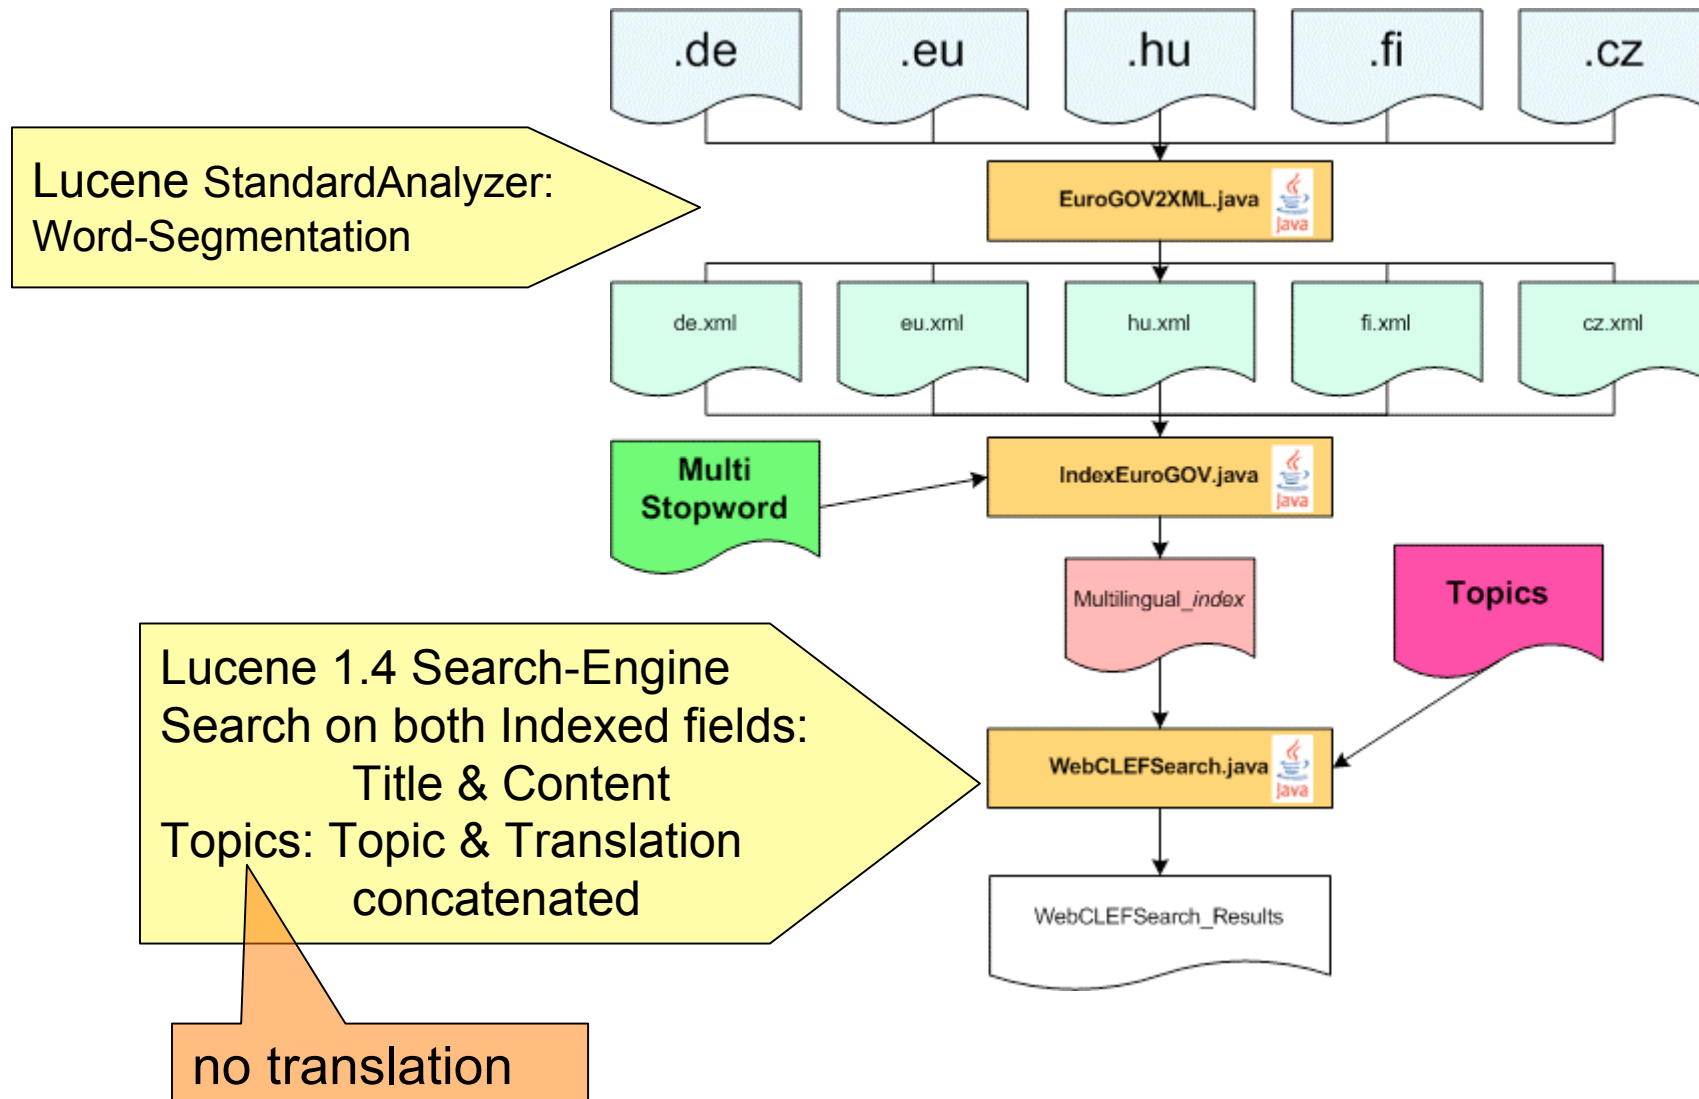 .de
.eu
.hu
.fi
.cz
Lucene StandardAnalyzer:
Word-Segmentation
EuroGOV2XML.java
Java
de.xml
eu.xml
hu.xml
fi.xml
cz.xml
Multi
Stopword
IndexEuroGOV.java
Java
Multilingual_index
Topics
Lucene 1.4 Search-Engine
Search on both Indexed fields:
Title & Content
Topics: Topic & Translation
concatenated
WebCLEFSearch.java
Java
WebCLEFSearch_Results
no translation